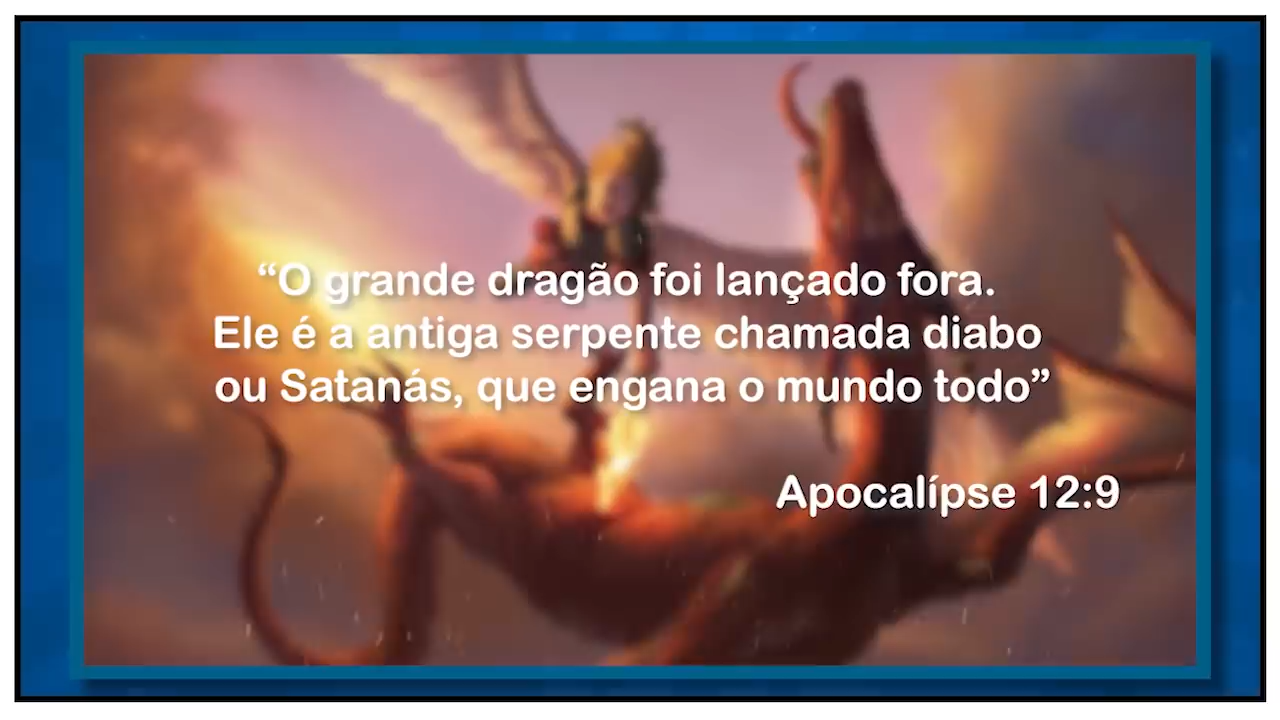 “O grande dragão foi lançado fora.
Ele é a antiga serpente chamada diabo
ou Satanás, que engana o mundo todo”
Apocalípse 12:9